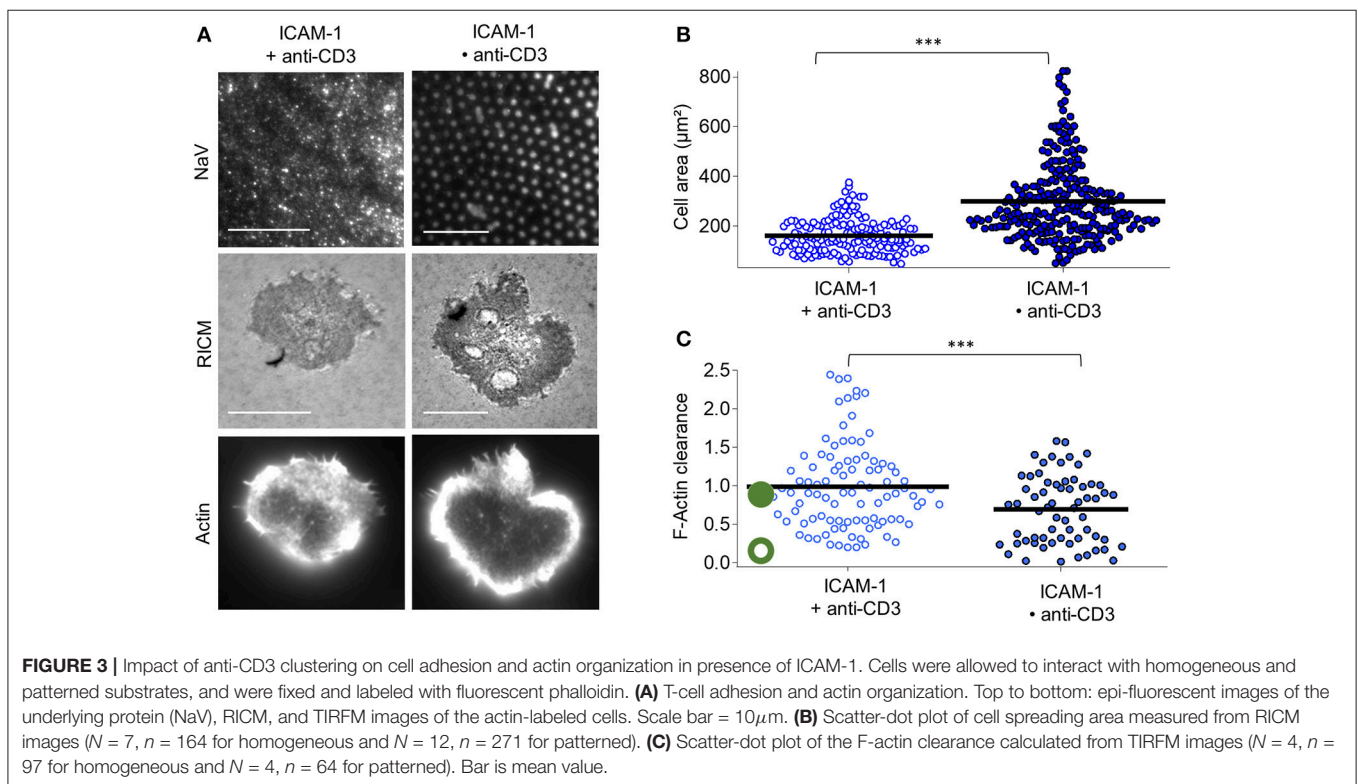 A
ICAM-1
+ anti-CD3
ICAM-1
• anti-CD3
NaV
RICM
Actin
B
***
800
600
400
200
Cell area (µm²)
ICAM-1
+ anti-CD3
ICAM-1
• anti-CD3
C
***
2.5
2.0
1.5
1.0
0.5
0.0
F-Actin clearance
ICAM-1
+ anti-CD3
ICAM-1
• anti-CD3
FIGURE 3 | Impact of anti-CD3 clustering on cell adhesion and actin organization in presence of ICAM-1. Cells were allowed to interact with homogeneous and
patterned substrates, and were fixed and labeled with fluorescent phalloidin. (A) T-cell adhesion and actin organization. Top to bottom: epi-fluorescent images of the
underlying protein (NaV), RICM, and TIRFM images of the actin-labeled cells. Scale bar = 10μm. (B) Scatter-dot plot of cell spreading area measured from RICM
images (N = 7, n = 164 for homogeneous and N = 12, n = 271 for patterned). (C) Scatter-dot plot of the F-actin clearance calculated from TIRFM images (N = 4, n =
97 for homogeneous and N = 4, n = 64 for patterned). Bar is mean value.